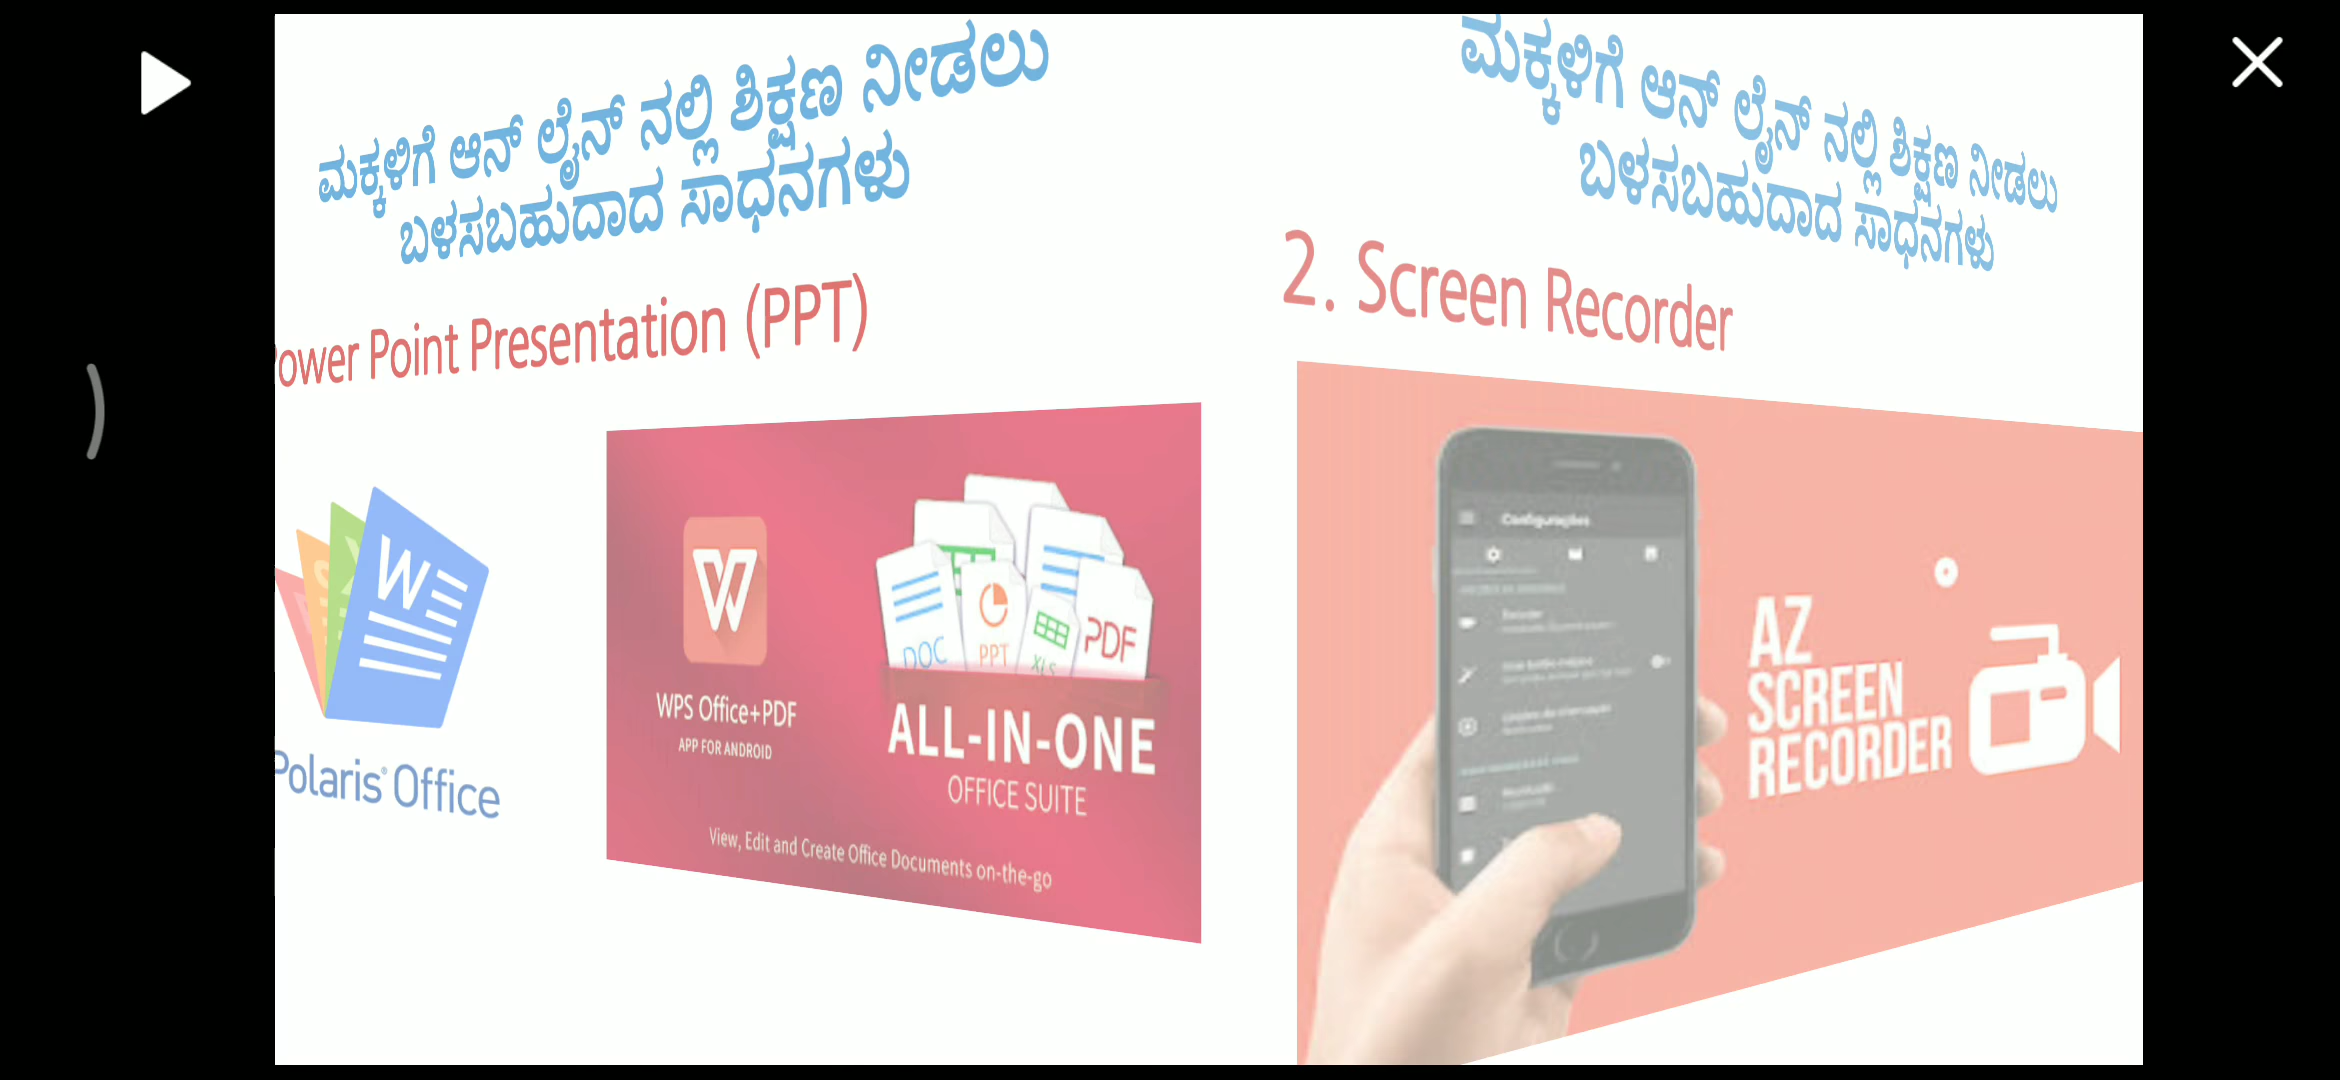 ಮಕ್ಕಳಿಗೆ ಆನ್ ಲೈನ್ ನಲ್ಲಿ ಶಿಕ್ಷಣ ನೀಡಲು
ಬಳಸಬಹುದಾದ ಸಾಧನಗಳು
ower Point Presentation (PPT)
W
Polaris® Office
W
WPS Office+PDF
APP FOR ANDROID
DOC
PPT
XLS
PDF
ALL-IN-ONE
OFFICE SUITE
View, Edit and Create Office Documents on-the-go
ಮಕ್ಕಳಿಗೆ ಆನ್ ಲೈನ್ ನಲ್ಲಿ ಶಿಕ್ಷಣ ನೀಡಲು
ಬಳಸಬಹುದಾದ ಸಾಧನಗಳು
2. Screen Recorder
Configurações
AZ
SCREEN
RECORDER